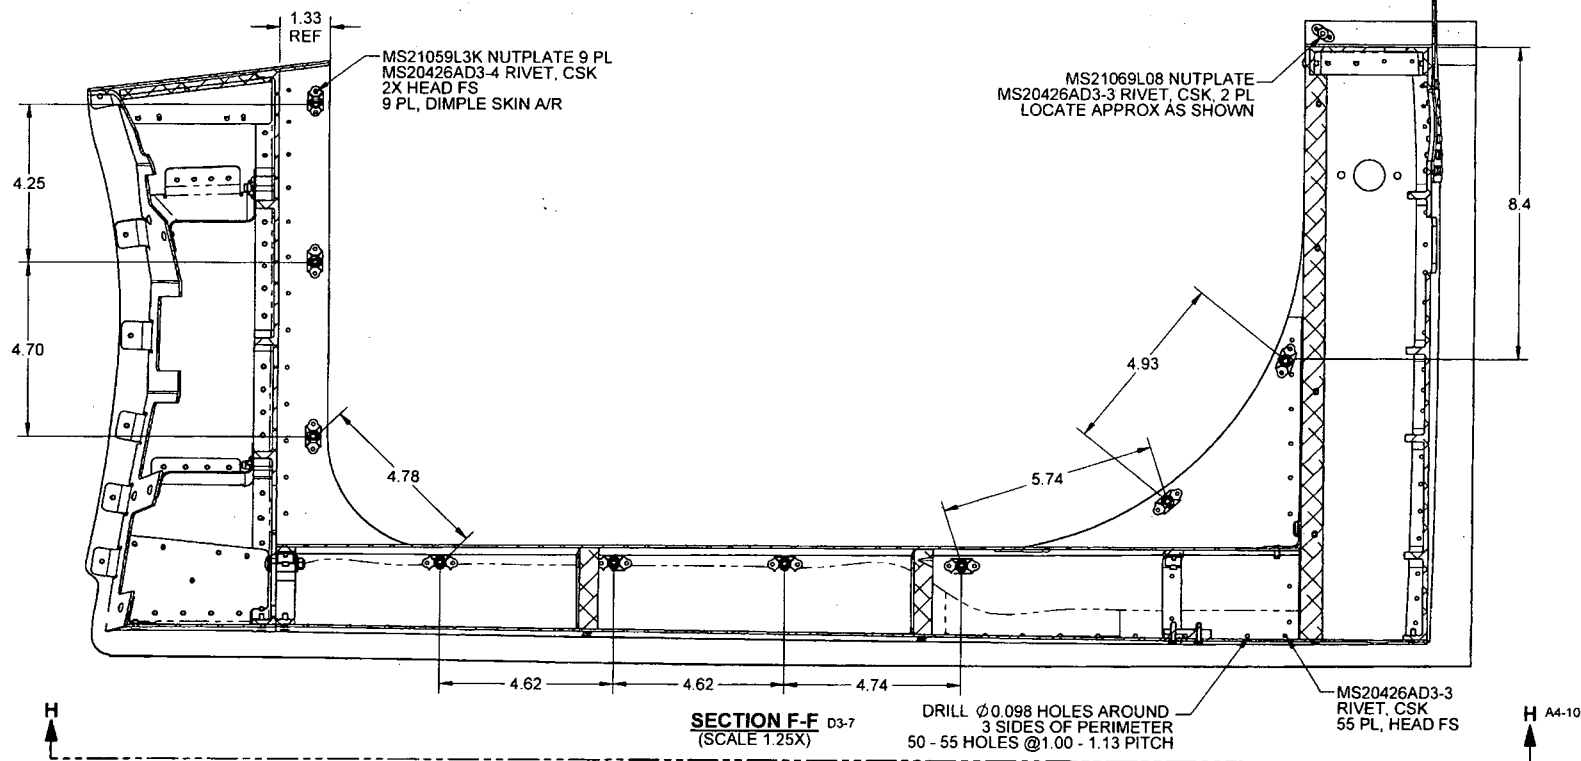 1.33
REF
MS21059L3K NUTPLATE 9 PL
MS20426AD3-4 RIVET, CSK
2X HEAD FS
9 PL, DIMPLE SKIN A/R
MS21069L08 NUTPLATE
MS20426AD3-3 RIVET, CSK, 2 PL
LOCATE APPROX AS SHOWN
4.25
8.4
4.70
4.93
4.78
5.74
4.62
4.62
4.74
SECTION F-F D3-7
(SCALE 1.25X)
DRILL Ø0.098 HOLES AROUND
3 SIDES OF PERIMETER
50 - 55 HOLES @1.00 - 1.13 PITCH
MS20426AD3-3
RIVET, CSK
55 PL, HEAD FS
H
H A4-10